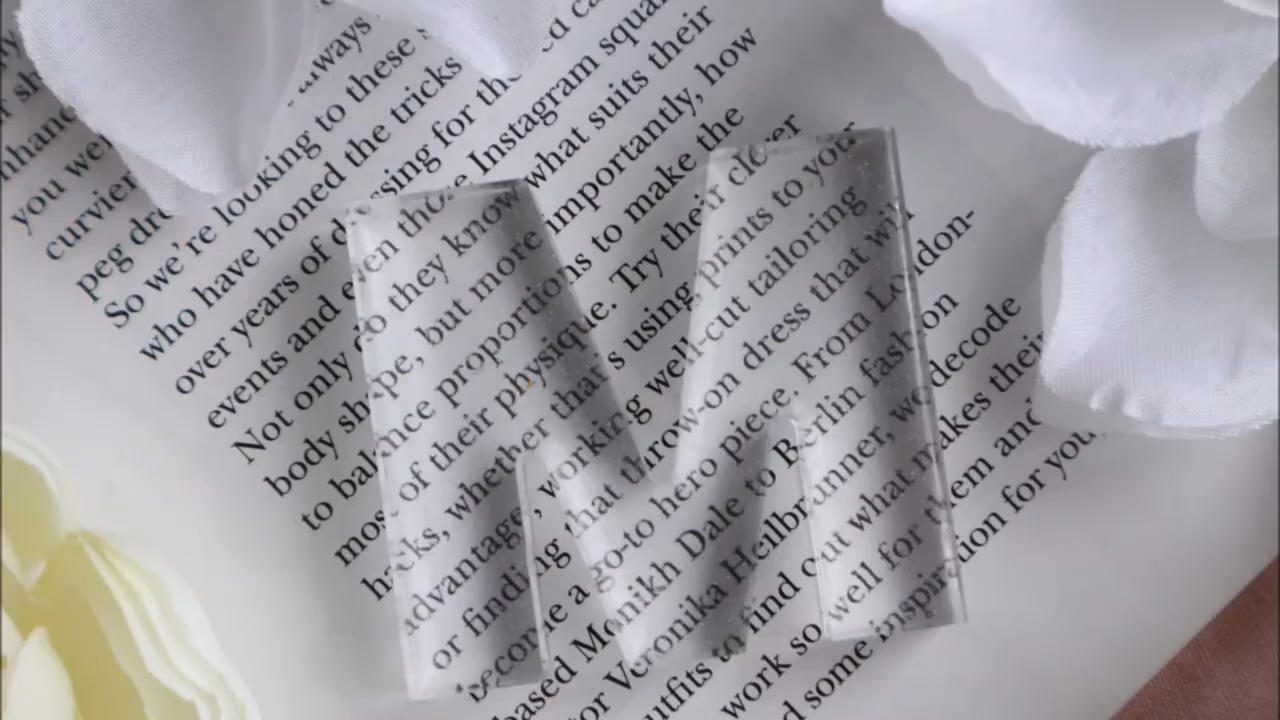 always
So we're looking to these
who have honed the tricks
over years of dressing for the
events and even those Instagram squares
Not only do they know what suits their
body shape, but more importantly, how
to balance proportions to make the
most of their physique. Try their clever
hacks, whether that's using prints to your
advantage, working well-cut tailoring
or finding that throw-on dress that will
become a go-to hero piece. From London-
based Monikh Dale to Berlin fashion
Veronika Heilbrunner, we decode
outfits to find out what makes their
work so well for them and
some inspiration for your
M